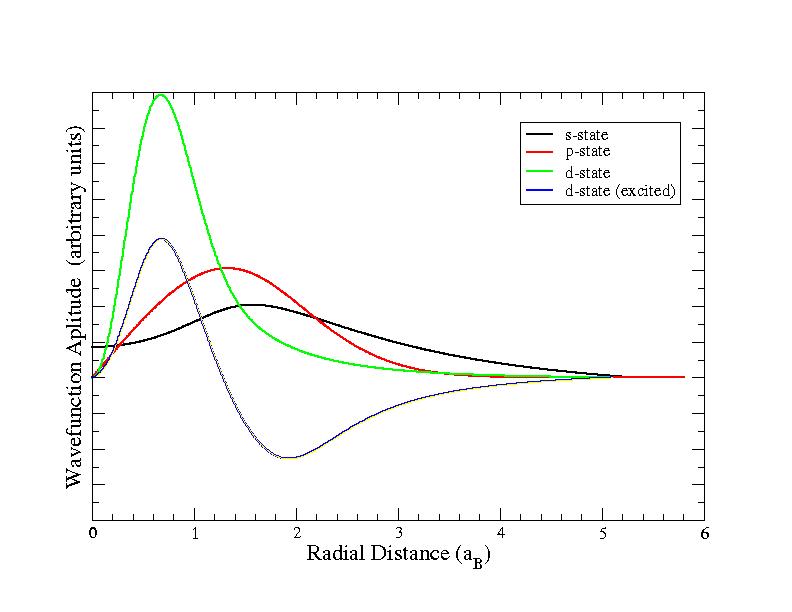 s-state
p-state
d-state
d-state (excited)
Wavefunction Aplitude (arbitrary units)
0 1 2 3 4 5 6
Radial Distance (aB)